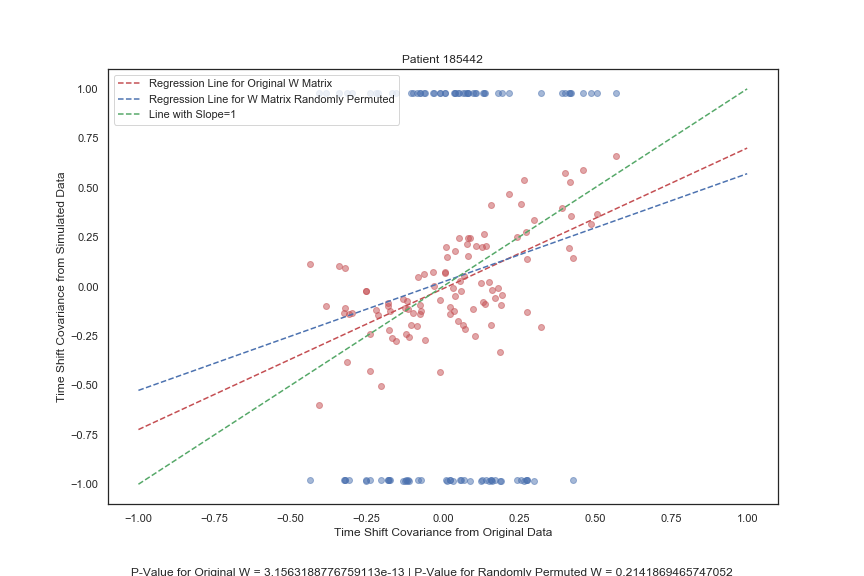 Patient 185442
Regression Line for Original W Matrix
Regression Line for W Matrix Randomly Permuted
Line with Slope=1
1.00
0.75
0.50
0.25
0.00
−0.25
−0.50
−0.75
−1.00
Time Shift Covariance from Simulated Data
−1.00 −0.75 −0.50 −0.25 0.00 0.25 0.50 0.75 1.00
Time Shift Covariance from Original Data
P-Value for Original W = 3.1563188776759113e-13 | P-Value for Randomly Permuted W = 0.2141869465747052